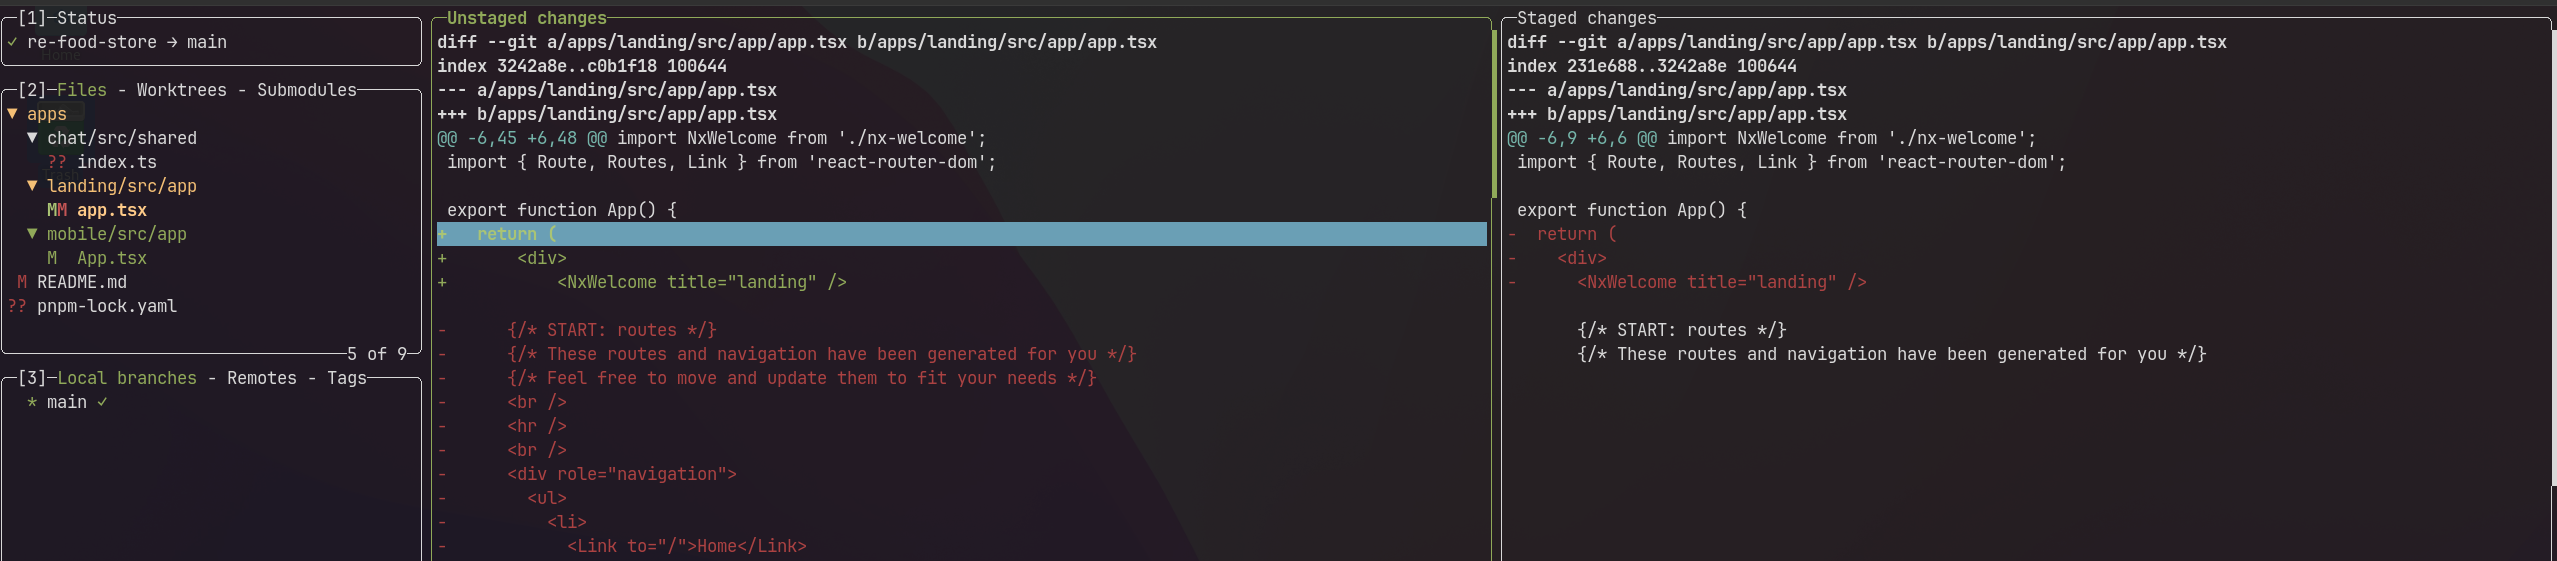 [1] Status
✓ re-food-store → main
[2] Files - Worktrees - Submodules
▼ apps
▼ chat/src/shared
?? index.ts
▼ landing/src/app
MM app.tsx
▼ mobile/src/app
M App.tsx
M README.md
?? pnpm-lock.yaml
5 of 9
[3] Local branches - Remotes - Tags
* main ✓
Unstaged changes
diff --git a/apps/landing/src/app/app.tsx b/apps/landing/src/app/app.tsx
index 3242a8e..c0b1f18 100644
--- a/apps/landing/src/app/app.tsx
+++ b/apps/landing/src/app/app.tsx
@@ -6,45 +6,48 @@ import NxWelcome from './nx-welcome';
import { Route, Routes, Link } from 'react-router-dom';
export function App() {
+   return (
+       <div>
+           <NxWelcome title="landing" />
-      {/* START: routes */}
-      {/* These routes and navigation have been generated for you */}
-      {/* Feel free to move and update them to fit your needs */}
-      <br />
-      <hr />
-      <br />
-      <div role="navigation">
-        <ul>
-          <li>
-            <Link to="/">Home</Link>
Staged changes
diff --git a/apps/landing/src/app/app.tsx b/apps/landing/src/app/app.tsx
index 231e688..3242a8e 100644
--- a/apps/landing/src/app/app.tsx
+++ b/apps/landing/src/app/app.tsx
@@ -6,9 +6,6 @@ import NxWelcome from './nx-welcome';
import { Route, Routes, Link } from 'react-router-dom';
export function App() {
-  return (
-    <div>
-      <NxWelcome title="landing" />
{/* START: routes */}
{/* These routes and navigation have been generated for you */}
Home
Trash